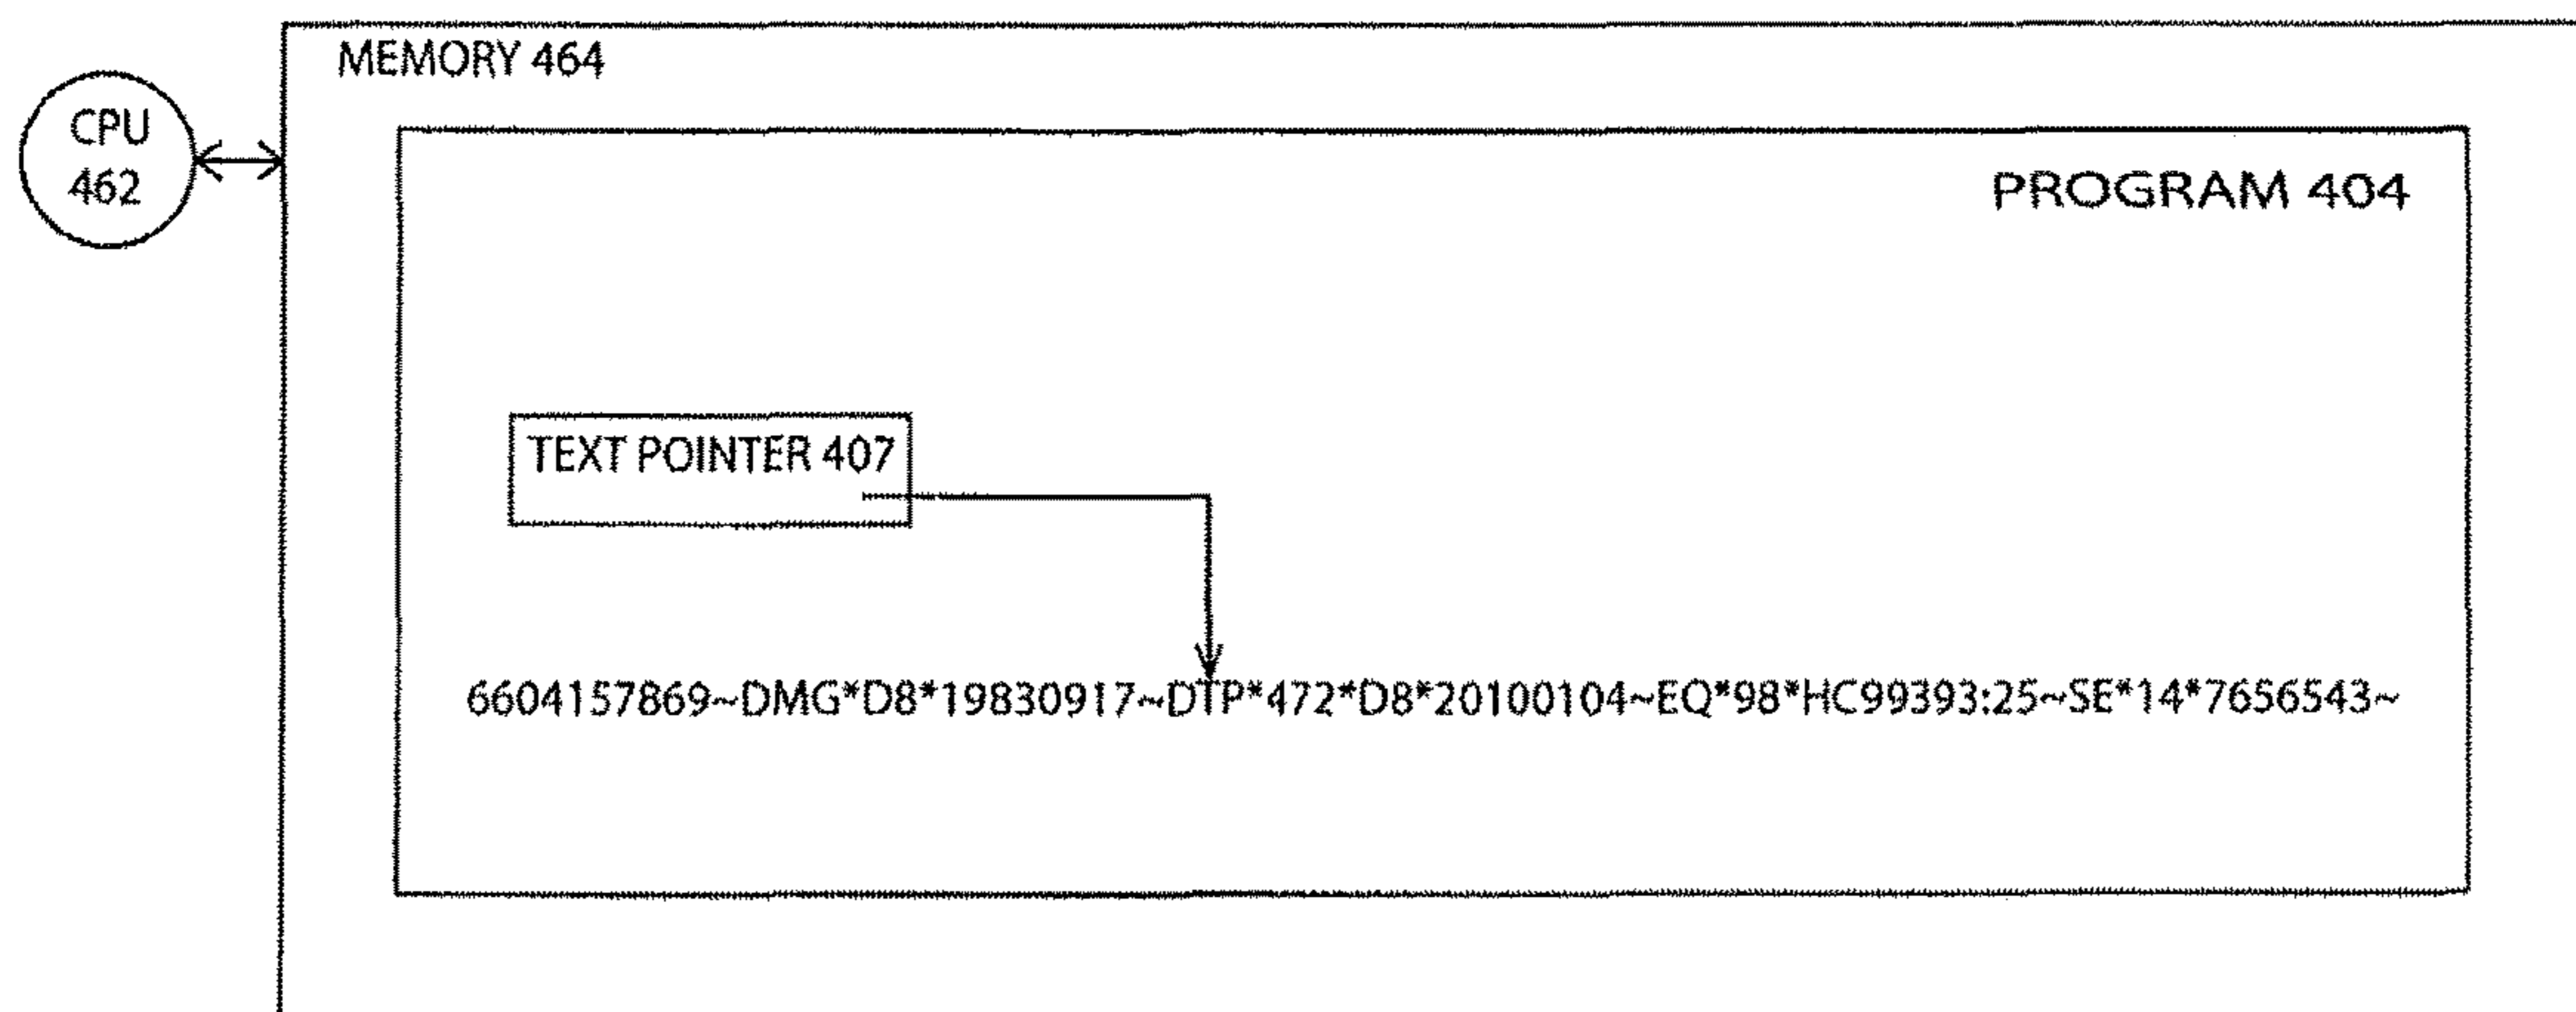 MEMORY 464
CPU
462
PROGRAM 404
TEXT POINTER 407
6604157869~DMG*D8*19830917~DTP*472*D8*20100104~EQ*98*HC99393:25~SE*14*7656543~